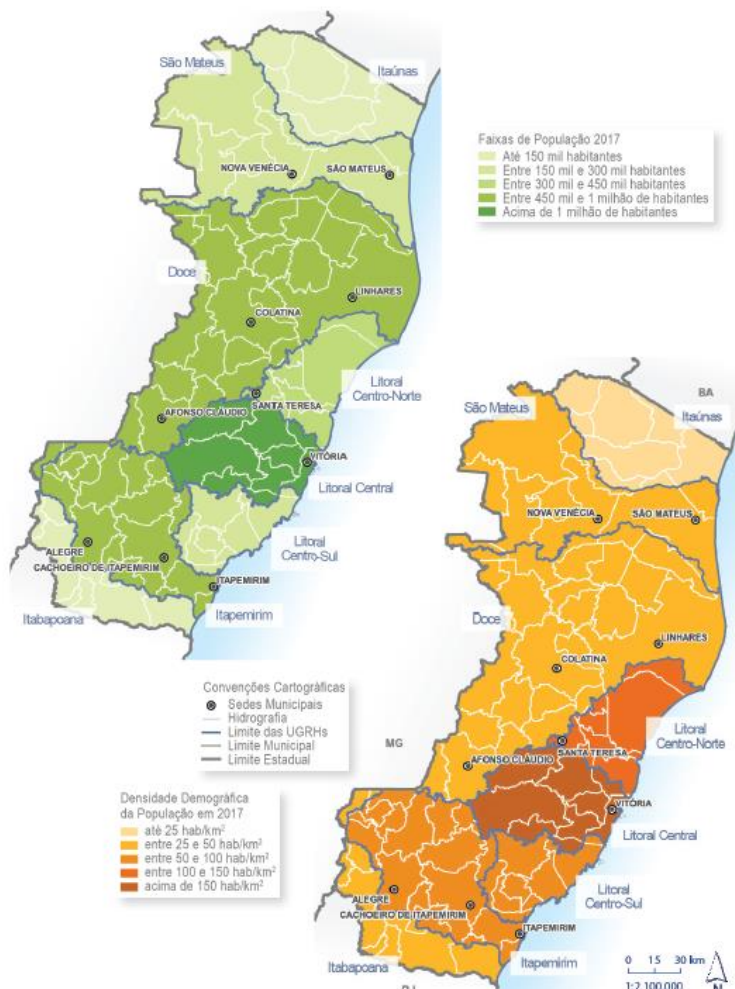 São Mateus
Itaúnas
NOVA VENÉCIA
SÃO MATEUS
Doce
LINHARES
COLATINA
Litoral
Centro-Norte
AFONSO CLÁUDIO
SANTA TERESA
VITÓRIA
Litoral Central
Litoral
Centro-Sul
ALEGRE
CACHOEIRO DE ITAPEMIRIM
ITAPEMIRIM
Itabapoana
Itapemirim
Faixas de População 2017
Até 150 mil habitantes
Entre 150 mil e 300 mil habitantes
Entre 300 mil e 450 mil habitantes
Entre 450 mil e 1 milhão de habitantes
Acima de 1 milhão de habitantes
Convenções Cartográficas
Sedes Municipais
Hidrografia
Limite das UGRHs
Limite Municipal
Limite Estadual
Densidade Demográfica
da População em 2017
até 25 hab/km²
entre 25 e 50 hab/km²
entre 50 e 100 hab/km²
entre 100 e 150 hab/km²
acima de 150 hab/km²
BA
São Mateus
Itaúnas
NOVA VENÉCIA
SÃO MATEUS
Doce
LINHARES
COLATINA
MG
Litoral
Centro-Norte
AFONSO CLÁUDIO
SANTA TERESA
VITÓRIA
Litoral Central
Litoral
Centro-Sul
ALEGRE
CACHOEIRO DE ITAPEMIRIM
ITAPEMIRIM
Itabapoana
Itapemirim
0 15 30 km
1:2.100.000
N